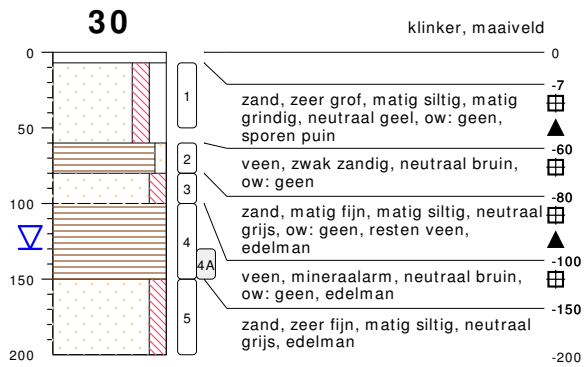 30
klinker, maaiveld
0
0
-7
1
zand, zeer grof, matig siltig, matig
grindig, neutraal geel, ow: geen,
sporen puin
50
-60
2
veen, zwak zandig, neutraal bruin,
ow: geen
-80
3
zand, matig fijn, matig siltig, neutraal
grijs, ow: geen, resten veen,
edelman
100
4
-100
4A
veen, mineraalarm, neutraal bruin,
ow: geen, edelman
150
-150
5
zand, zeer fijn, matig siltig, neutraal
grijs, edelman
200
-200